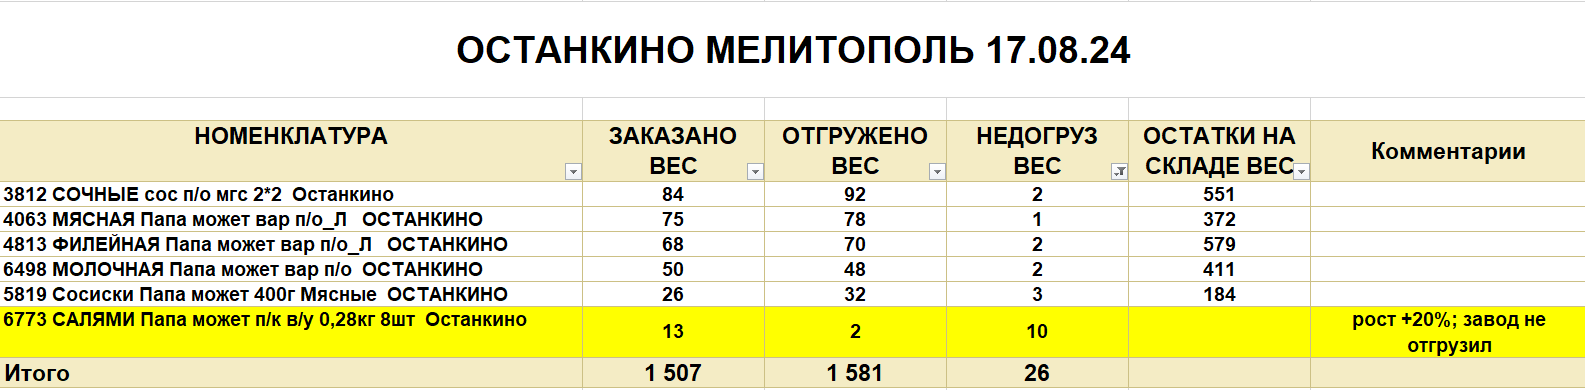 ОСТАНКИНО МЕЛИТОПОЛЬ 17.08.24
НОМЕНКЛАТУРА ЗАКАЗАНО ВЕС ОТГРУЖЕНО ВЕС НЕДОГРУЗ ВЕС ОСТАТКИ НА СКЛАДЕ ВЕС Комментарии
3812 СОЧНЫЕ сос п/о мгс 2*2 Останкино 84 92 2 551
4063 МЯСНАЯ Папа может вар п/о_Л ОСТАНКИНО 75 78 1 372
4813 ФИЛЕЙНАЯ Папа может вар п/о_Л ОСТАНКИНО 68 70 2 579
6498 МОЛОЧНАЯ Папа может вар п/о ОСТАНКИНО 50 48 2 411
5819 Сосиски Папа может 400г Мясные ОСТАНКИНО 26 32 3 184
6773 САЛЯМИ Папа может п/к в/у 0,28кг 8шт Останкино 13 2 10 рост +20%; завод не отгрузил
Итого 1 507 1 581 26